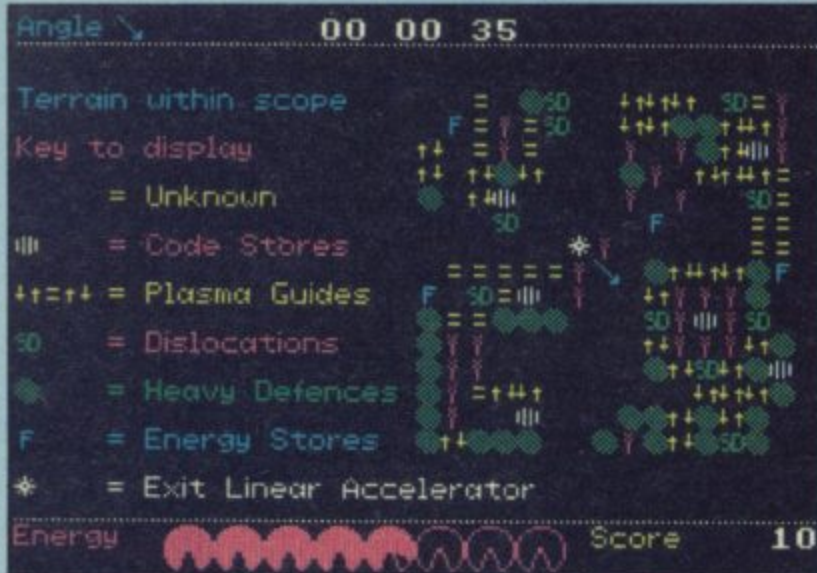 Angle ↘ 00 00 35
Terrain within scope
Key to display
= Unknown
= Code Stores
↓↑=↑↓ = Plasma Guides
SD = Dislocations
= Heavy Defences
F = Energy Stores
= Exit Linear Accelerator
Energy Score 10